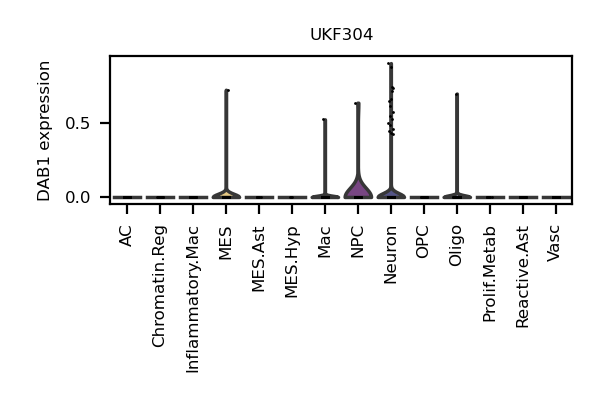 UKF304
DAB1 expression
0.5
0.0
AC
Chromatin.Reg
Inflammatory.Mac
MES
MES.Ast
MES.Hyp
Mac
NPC
Neuron
OPC
Oligo
Prolif.Metab
Reactive.Ast
Vasc